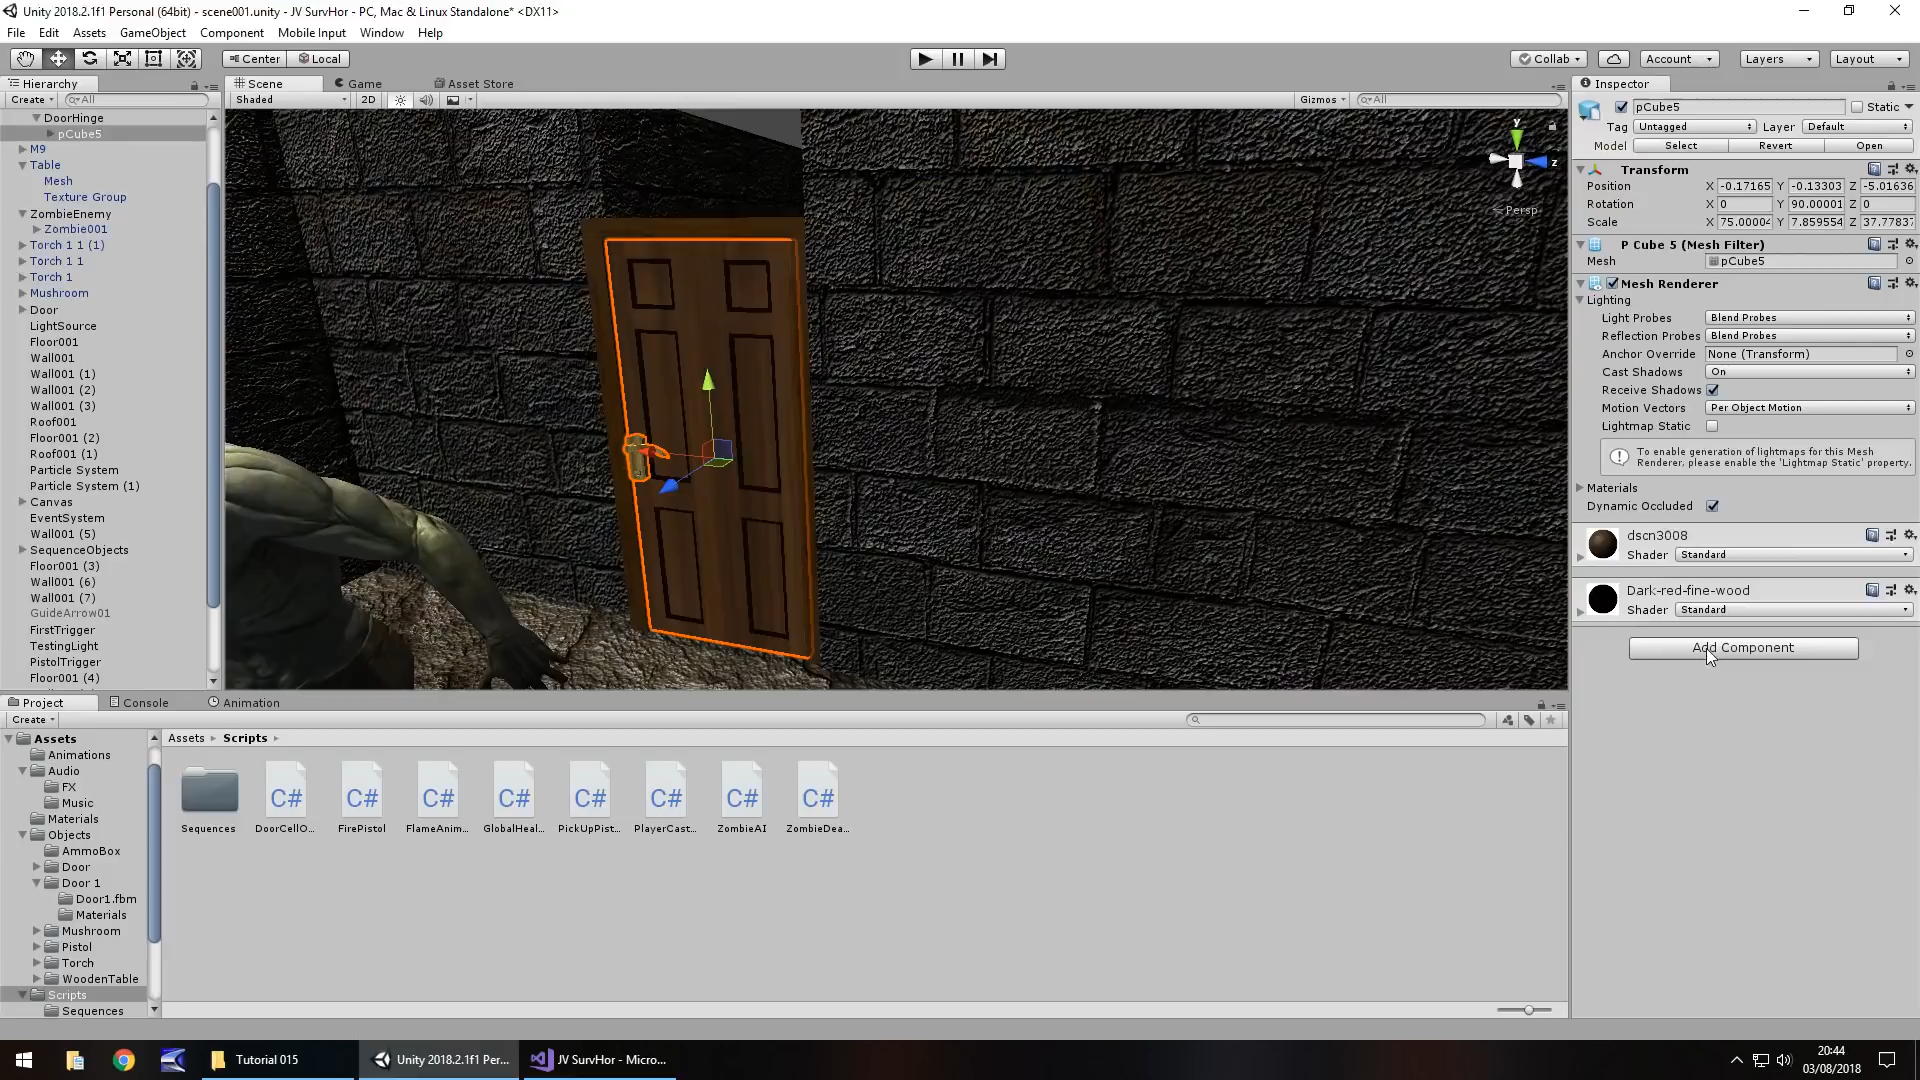 Unity 2018.2.1f1 Personal (64bit) - scene001.unity - JV SurvHor - PC, Mac & Linux Standalone* <DX11>
File Edit Assets GameObject Component Mobile Input Window Help
Center Local Collab Account Layers Layout
Hierarchy
Create All
DoorHinge
pCube5
M9
Table
Mesh
Texture Group
ZombieEnemy
Zombie001
Torch 1 1 (1)
Torch 1 1
Torch 1
Mushroom
Door
LightSource
Floor001
Wall001
Wall001 (1)
Wall001 (2)
Wall001 (3)
Roof001
Floor001 (2)
Roof001 (1)
Particle System
Particle System (1)
Canvas
EventSystem
Wall001 (5)
SequenceObjects
Floor001 (3)
Wall001 (6)
Wall001 (7)
GuideArrow01
FirstTrigger
TestingLight
PistolTrigger
Floor001 (4)
Scene Game Asset Store
Shaded 2D Gizmos All
y
z
Persp
Inspector
pCube5 Static
Tag Untagged Layer Default
Model Select Revert Open
Transform
Position X -0.17165 Y -0.13303 Z -5.01636
Rotation X 0 Y 90.00001 Z 0
Scale X 75.00004 Y 7.859554 Z 37.77837
P Cube 5 (Mesh Filter)
Mesh pCube5
Mesh Renderer
Lighting
Light Probes Blend Probes
Reflection Probes Blend Probes
Anchor Override None (Transform)
Cast Shadows On
Receive Shadows
Motion Vectors Per Object Motion
Lightmap Static
To enable generation of lightmaps for this Mesh
Renderer, please enable the 'Lightmap Static' property.
Materials
Dynamic Occluded
dscn3008
Shader Standard
Dark-red-fine-wood
Shader Standard
Add Component
Project Console Animation
Create
Assets
Animations
Audio
FX
Music
Materials
Objects
AmmoBox
Door
Door 1
Door1.fbm
Materials
Mushroom
Pistol
Torch
WoodenTable
Scripts
Sequences
Assets Scripts
C# C# C# C# C# C# C# C#
Sequences DoorCellO... FirePistol FlameAnim... GlobalHeal... PickUpPist... PlayerCast... ZombieAI ZombieDea...
Tutorial 015 Unity 2018.2.1f1 Per... JV SurvHor - Micro...
20:44
03/08/2018